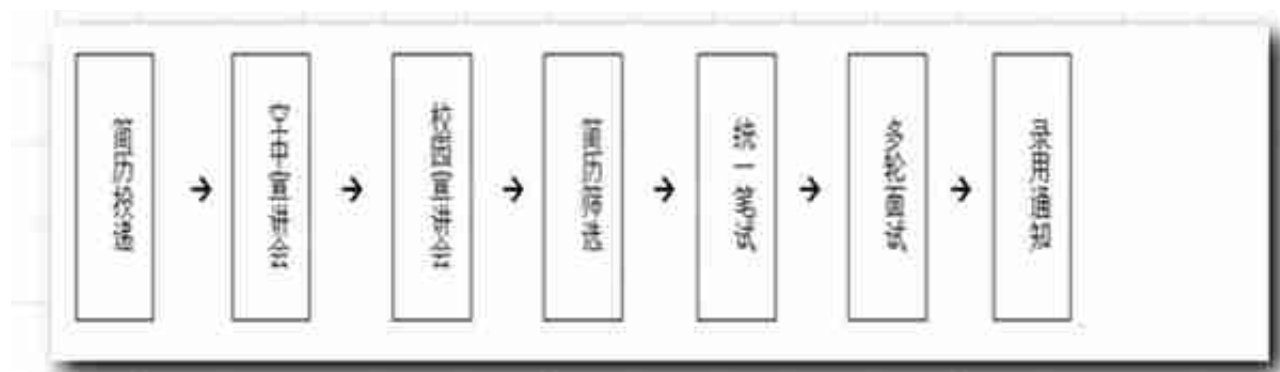 简历投递
空中宣讲会
校园宣讲会
简历筛选
统一笔试
多轮面试
录用通知